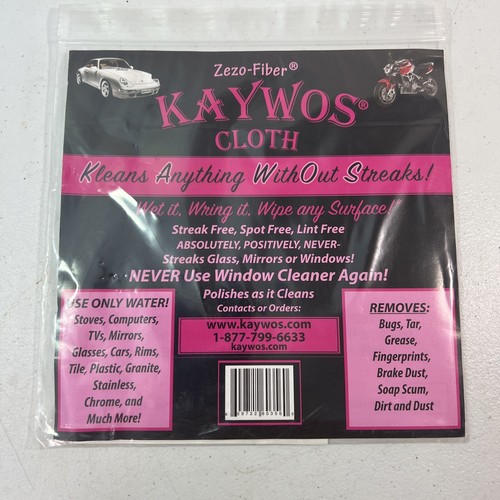 Zezo-Fiber®
KAYWOS®
CLOTH
Kleans Anything WithOut Streaks!
Wet it, Wring it, Wipe any Surface!
Streak Free, Spot Free, Lint Free
ABSOLUTELY, POSITIVELY, NEVER-
Streaks Glass, Mirrors or Windows!
NEVER Use Window Cleaner Again!
Polishes as it Cleans
Contacts or Orders:
www.kaywos.com
1-877-799-6633
kaywos.com
USE ONLY WATER!
Stoves, Computers,
TVs, Mirrors,
Glasses, Cars, Rims,
Tile, Plastic, Granite,
Stainless,
Chrome, and
Much More!
REMOVES:
Bugs, Tar,
Grease,
Fingerprints,
Brake Dust,
Soap Scum,
Dirt and Dust